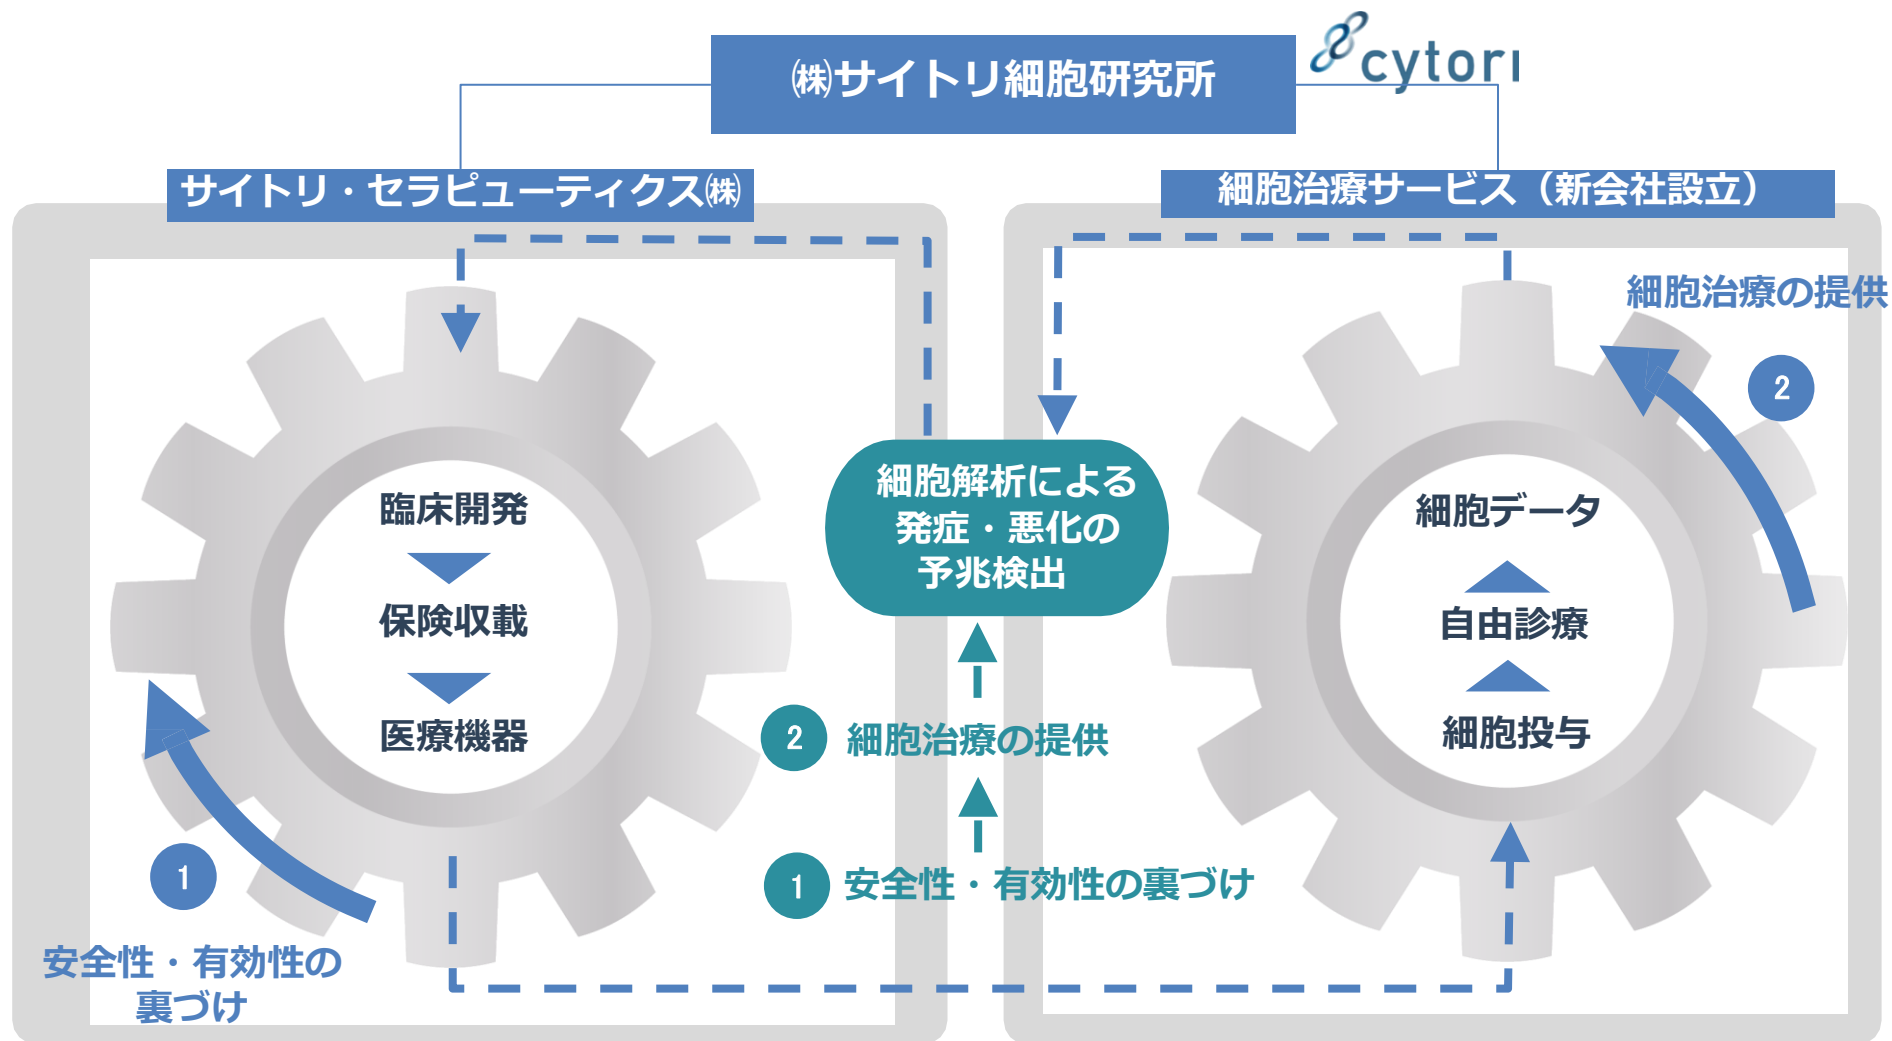 ㈱サイトリ細胞研究所
cytori
サイトリ・セラピューティクス㈱
細胞治療サービス（新会社設立）
細胞治療の提供
2
臨床開発
保険収載
医療機器
細胞解析による
発症・悪化の
予兆検出
細胞データ
自由診療
細胞投与
2 細胞治療の提供
1 安全性・有効性の裏づけ
1
安全性・有効性の
裏づけ